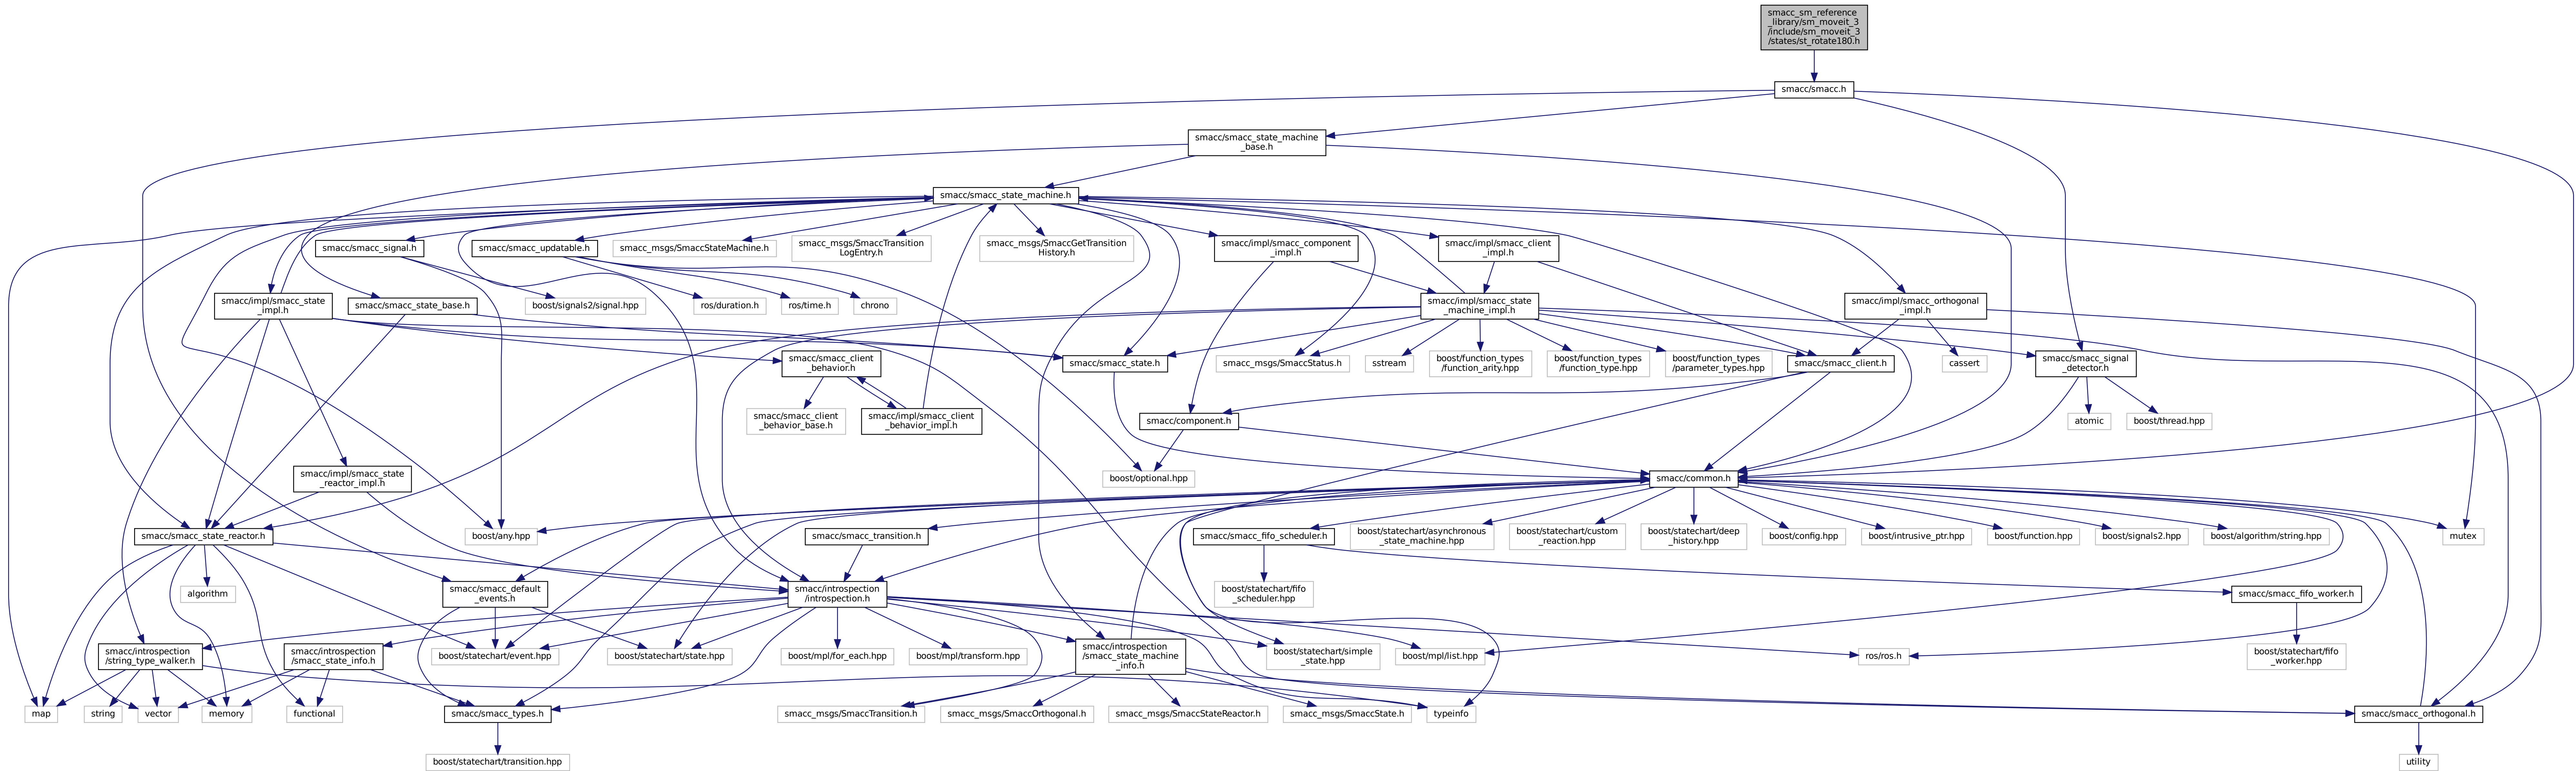 smacc_sm_reference
_library/sm_moveit_3
/include/sm_moveit_3
/states/st_rotate180.h
smacc/smacc.h
smacc/smacc_state_machine
_base.h
smacc/smacc_state_machine.h
smacc/smacc_signal.h
smacc/smacc_updatable.h
smacc_msgs/SmaccStateMachine.h
smacc_msgs/SmaccTransition
LogEntry.h
smacc_msgs/SmaccGetTransition
History.h
smacc/impl/smacc_component
_impl.h
smacc/impl/smacc_client
_impl.h
smacc/impl/smacc_state
_impl.h
smacc/smacc_state_base.h
boost/signals2/signal.hpp
ros/duration.h
ros/time.h
chrono
smacc/impl/smacc_state
_machine_impl.h
smacc/impl/smacc_orthogonal
_impl.h
smacc/smacc_client
_behavior.h
smacc/smacc_state.h
smacc_msgs/SmaccStatus.h
sstream
boost/function_types
/function_arity.hpp
boost/function_types
/function_type.hpp
boost/function_types
/parameter_types.hpp
smacc/smacc_client.h
cassert
smacc/smacc_signal
_detector.h
smacc/smacc_client
_behavior_base.h
smacc/impl/smacc_client
_behavior_impl.h
smacc/component.h
atomic
boost/thread.hpp
smacc/impl/smacc_state
_reactor_impl.h
boost/optional.hpp
smacc/common.h
smacc/smacc_state_reactor.h
boost/any.hpp
smacc/smacc_transition.h
smacc/smacc_fifo_scheduler.h
boost/statechart/asynchronous
_state_machine.hpp
boost/statechart/custom
_reaction.hpp
boost/statechart/deep
_history.hpp
boost/config.hpp
boost/intrusive_ptr.hpp
boost/function.hpp
boost/signals2.hpp
boost/algorithm/string.hpp
mutex
algorithm
smacc/smacc_default
_events.h
smacc/introspection
/introspection.h
boost/statechart/fifo
_scheduler.hpp
smacc/smacc_fifo_worker.h
smacc/introspection
/string_type_walker.h
smacc/introspection
/smacc_state_info.h
boost/statechart/event.hpp
boost/statechart/state.hpp
boost/mpl/for_each.hpp
boost/mpl/transform.hpp
smacc/introspection
/smacc_state_machine
_info.h
boost/statechart/simple
_state.hpp
boost/mpl/list.hpp
ros/ros.h
boost/statechart/fifo
_worker.hpp
map
string
vector
memory
functional
smacc/smacc_types.h
smacc_msgs/SmaccTransition.h
smacc_msgs/SmaccOrthogonal.h
smacc_msgs/SmaccStateReactor.h
smacc_msgs/SmaccState.h
typeinfo
smacc/smacc_orthogonal.h
boost/statechart/transition.hpp
utility